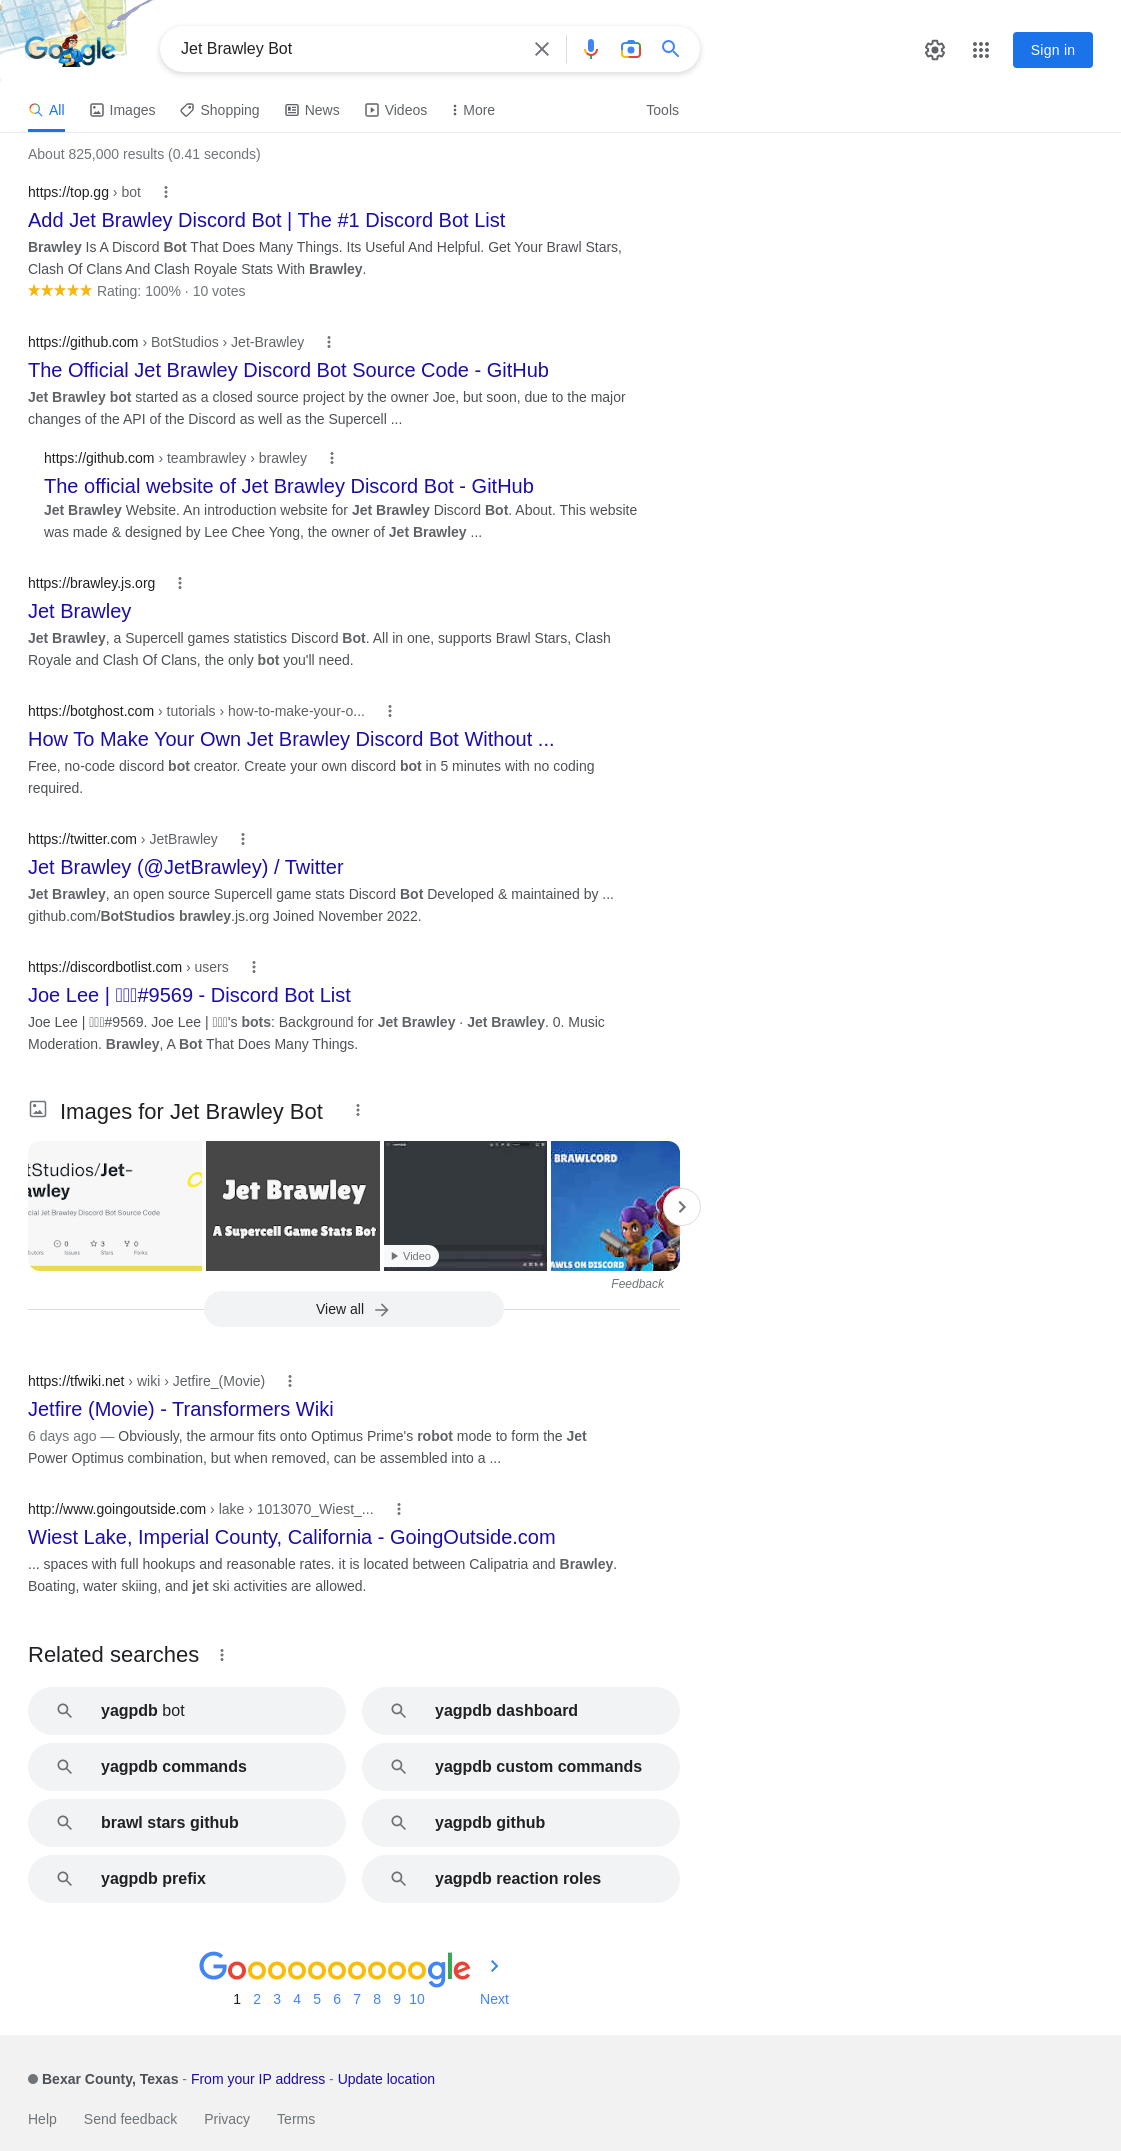 Google
Jet Brawley Bot
Sign in
All
Images
Shopping
News
Videos
More
Tools
About 825,000 results (0.41 seconds)
https://top.gg › bot
Add Jet Brawley Discord Bot | The #1 Discord Bot List
Brawley Is A Discord Bot That Does Many Things. Its Useful And Helpful. Get Your Brawl Stars,
Clash Of Clans And Clash Royale Stats With Brawley.
Rating: 100% · 10 votes
https://github.com › BotStudios › Jet-Brawley
The Official Jet Brawley Discord Bot Source Code - GitHub
Jet Brawley bot started as a closed source project by the owner Joe, but soon, due to the major
changes of the API of the Discord as well as the Supercell ...
https://github.com › teambrawley › brawley
The official website of Jet Brawley Discord Bot - GitHub
Jet Brawley Website. An introduction website for Jet Brawley Discord Bot. About. This website
was made & designed by Lee Chee Yong, the owner of Jet Brawley ...
https://brawley.js.org
Jet Brawley
Jet Brawley, a Supercell games statistics Discord Bot. All in one, supports Brawl Stars, Clash
Royale and Clash Of Clans, the only bot you'll need.
https://botghost.com › tutorials › how-to-make-your-o...
How To Make Your Own Jet Brawley Discord Bot Without ...
Free, no-code discord bot creator. Create your own discord bot in 5 minutes with no coding
required.
https://twitter.com › JetBrawley
Jet Brawley (@JetBrawley) / Twitter
Jet Brawley, an open source Supercell game stats Discord Bot Developed & maintained by ...
github.com/BotStudios brawley.js.org Joined November 2022.
https://discordbotlist.com › users
Joe Lee | #9569 - Discord Bot List
Joe Lee | #9569. Joe Lee | 's bots: Background for Jet Brawley · Jet Brawley. 0. Music
Moderation. Brawley, A Bot That Does Many Things.
Images for Jet Brawley Bot
tStudios/Jet-
awley
cial Jet Brawley Discord Bot Source Code
0 3 0
Issues Stars Forks
Jet Brawley
A Supercell Game Stats Bot
Video
BRAWLCORD
AWLS ON DISCORD
Feedback
View all
https://tfwiki.net › wiki › Jetfire_(Movie)
Jetfire (Movie) - Transformers Wiki
6 days ago — Obviously, the armour fits onto Optimus Prime's robot mode to form the Jet
Power Optimus combination, but when removed, can be assembled into a ...
http://www.goingoutside.com › lake › 1013070_Wiest_...
Wiest Lake, Imperial County, California - GoingOutside.com
... spaces with full hookups and reasonable rates. it is located between Calipatria and Brawley.
Boating, water skiing, and jet ski activities are allowed.
Related searches
yagpdb bot
yagpdb dashboard
yagpdb commands
yagpdb custom commands
brawl stars github
yagpdb github
yagpdb prefix
yagpdb reaction roles
Goooooooooogle
1 2 3 4 5 6 7 8 9 10 Next
Bexar County, Texas - From your IP address - Update location
Help Send feedback Privacy Terms